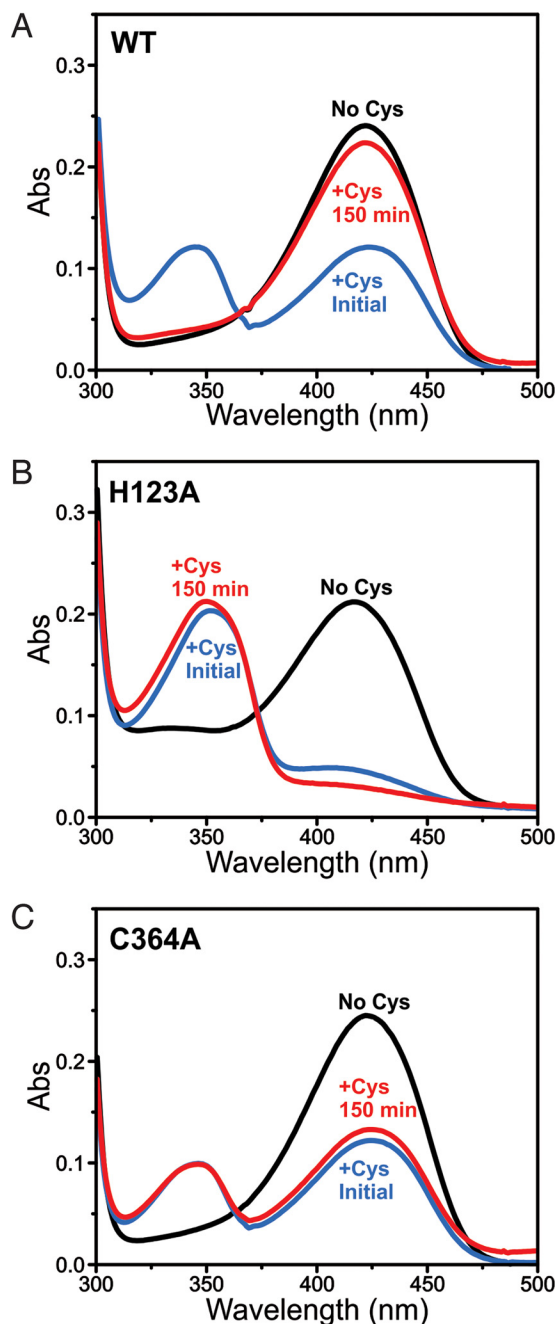 A
WT
0.3
0.2
0.1
0.0
Abs
No Cys
+Cys
150 min
+Cys
Initial
300
350
400
450
500
Wavelength (nm)
B
H123A
0.3
0.2
0.1
0.0
Abs
+Cys
150 min
No Cys
+Cys
Initial
300
350
400
450
500
Wavelength (nm)
C
C364A
0.3
0.2
0.1
0.0
Abs
No Cys
+Cys
150 min
+Cys
Initial
300
350
400
450
500
Wavelength (nm)